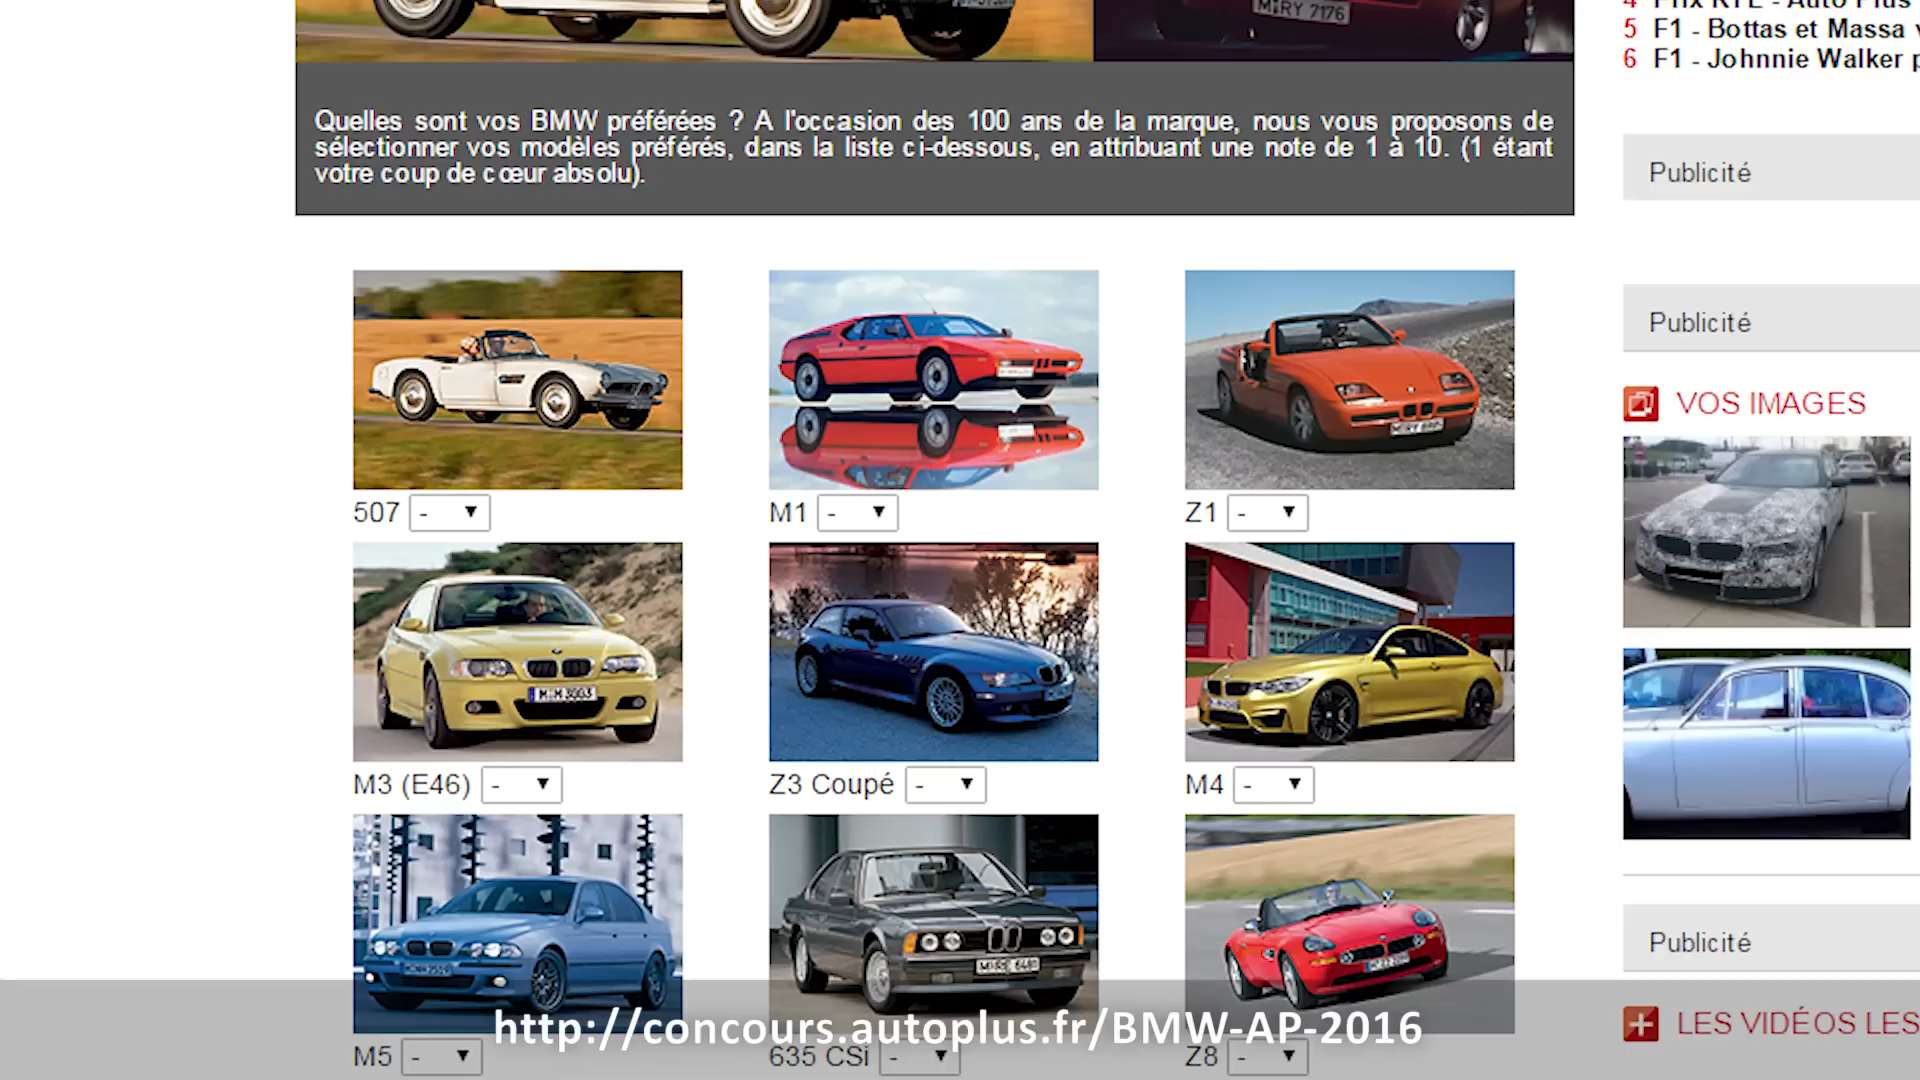 M:RY 7176
5 F1 - Bottas et Massa
6 F1 - Johnnie Walker
Quelles sont vos BMW préférées ? A l'occasion des 100 ans de la marque, nous vous proposons de
sélectionner vos modèles préférés, dans la liste ci-dessous, en attribuant une note de 1 à 10. (1 étant
votre coup de cœur absolu).
Publicité
Publicité
VOS IMAGES
507 -
M1 -
Z1 -
M:M 3003
M3 (E46) -
Z3 Coupé -
M4 -
Publicité
LES VIDÉOS LES
http://concours.autoplus.fr/BMW-AP-2016
M5 -
635 CSi -
Z8 -